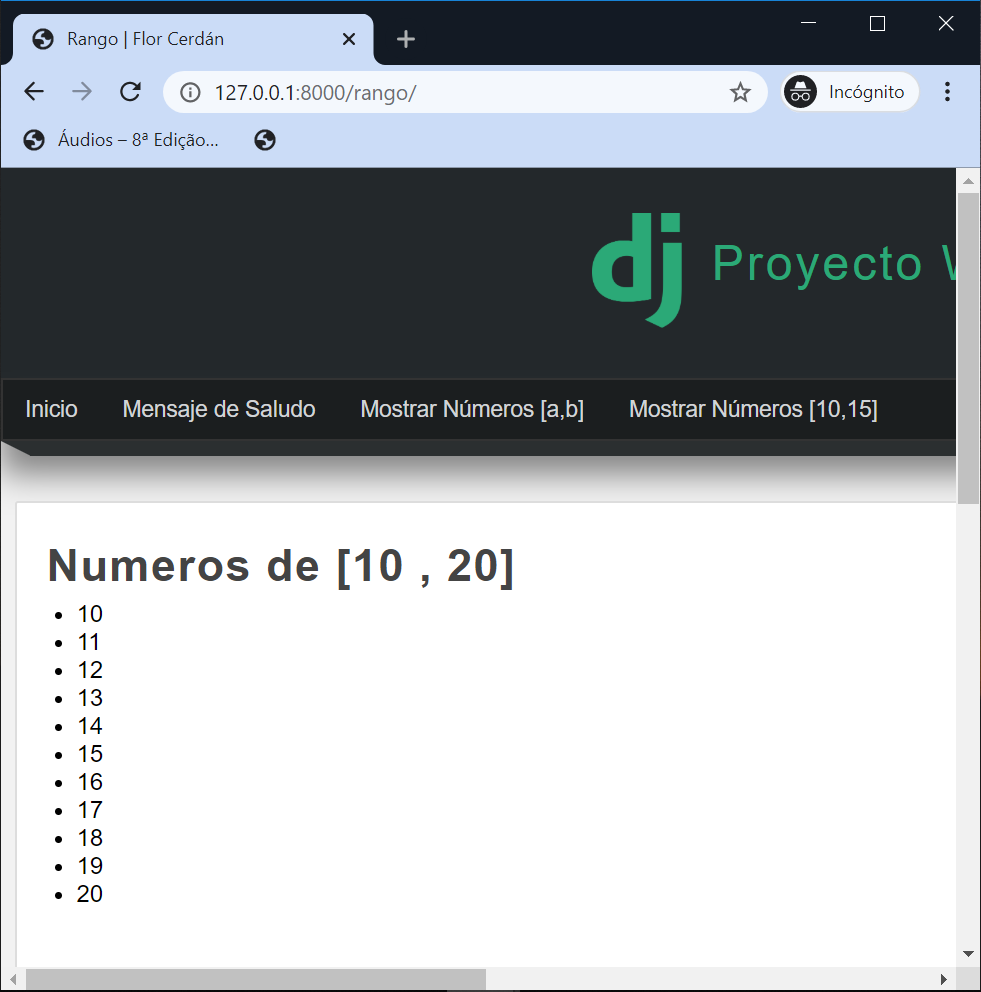 Rango | Flor Cerdán
127.0.0.1:8000/rango/
Incógnito
Áudios – 8ª Edição...
dj Proyecto
Inicio Mensaje de Saludo Mostrar Números [a,b] Mostrar Números [10,15]
Numeros de [10 , 20]
10
11
12
13
14
15
16
17
18
19
20